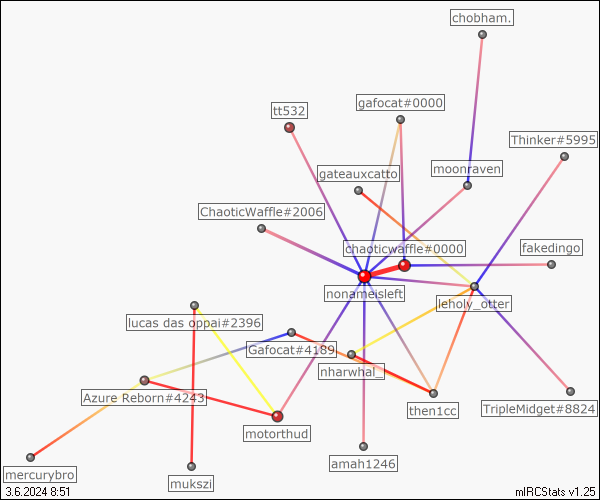 chobham.
gafocat#0000
tt532
Thinker#5995
moonraven
gateauxcatto
ChaoticWaffle#2006
chaoticwaffle#0000
fakedingo
nonameisleft
leholy_otter
lucas das oppai#2396
Gafocat#4189
nharwhal_
Azure Reborn#4243
then1cc
TripleMidget#8824
motorthud
amah1246
mercurybro
mukszi
3.6.2024 8:51
mIRCStats v1.25